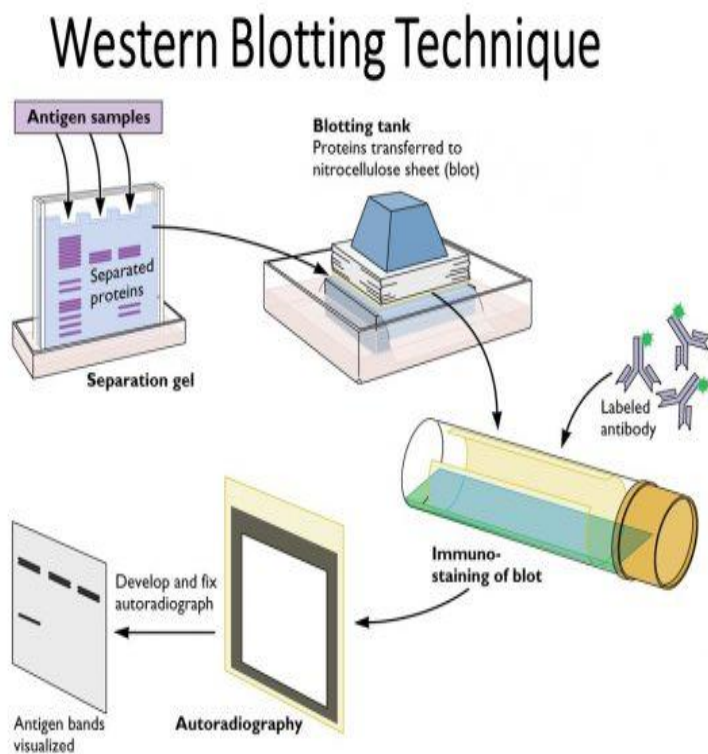 Western Blotting Technique
Antigen samples
Blotting tank
Proteins transferred to
nitrocellulose sheet (blot)
Separated
proteins
Separation gel
Labeled
antibody
Immuno-
staining of blot
Develop and fix
autoradiograph
Antigen bands
visualized
Autoradiography